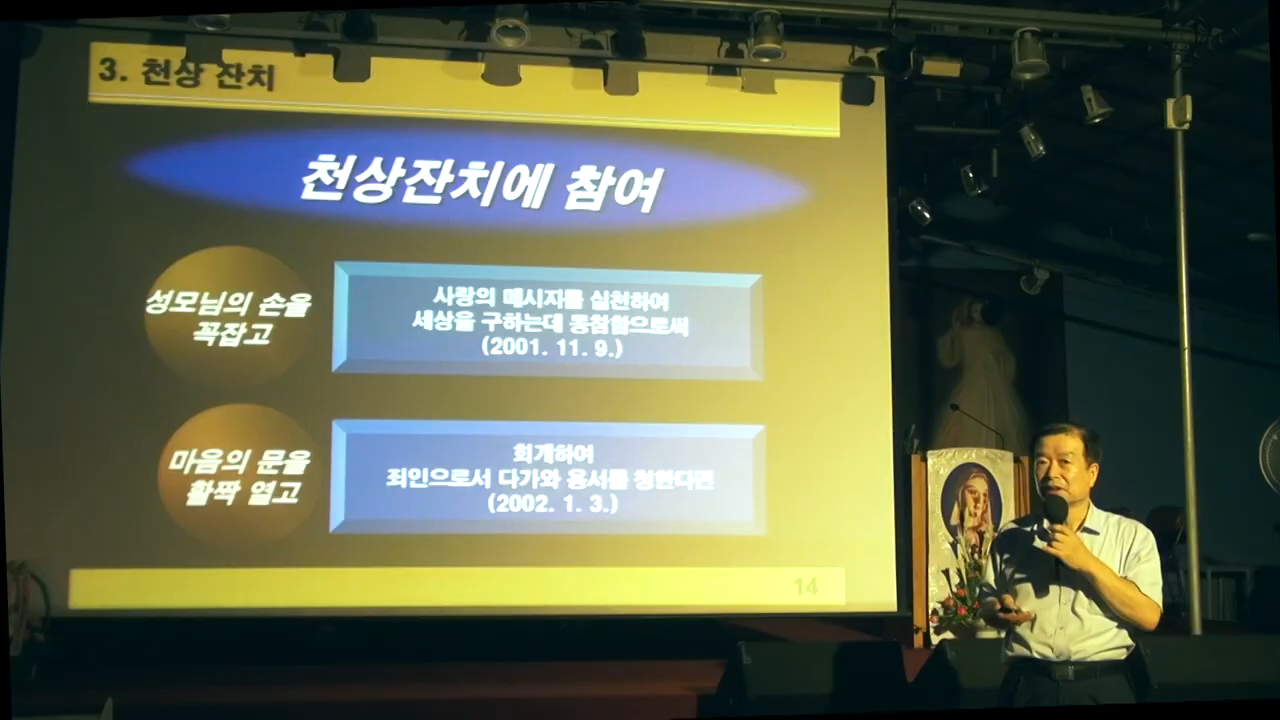 3. 천상 잔치
천상잔치에 참여
성모님의 손을
꼭잡고
사랑의 메시지를 실천하여
세상을 구하는데 동참함으로써
(2001. 11. 9.)
마음의 문을
활짝 열고
회개하여
죄인으로서 다가와 용서를 청한다면
(2002. 1. 3.)
14